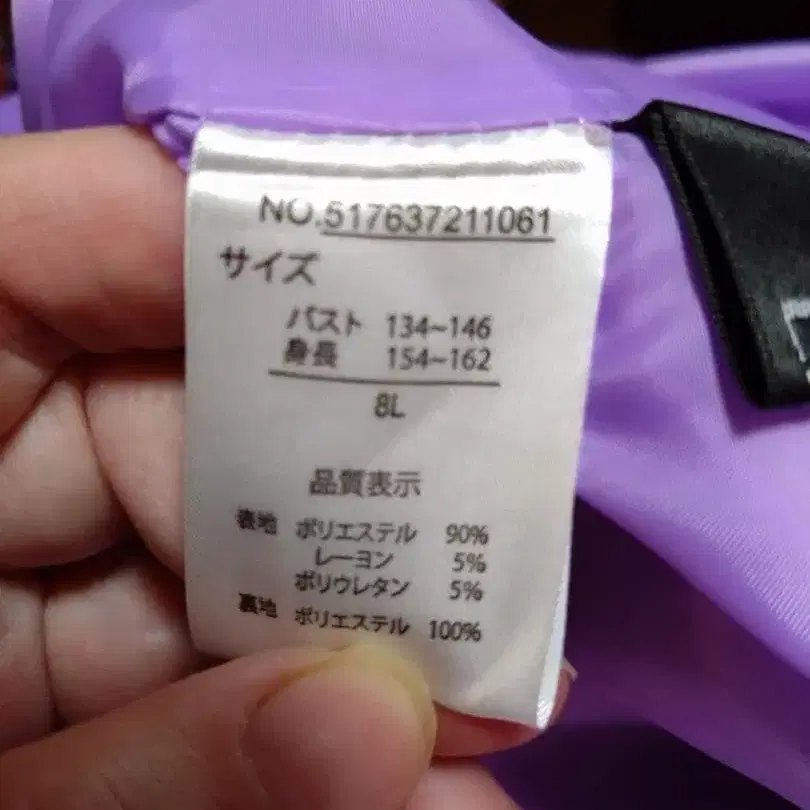 NO.517637211061
サイズ
バスト 134~146
身長 154~162
8L
品質表示
表地 ポリエステル 90%
レーヨン 5%
ポリウレタン 5%
裏地 ポリエステル 100%